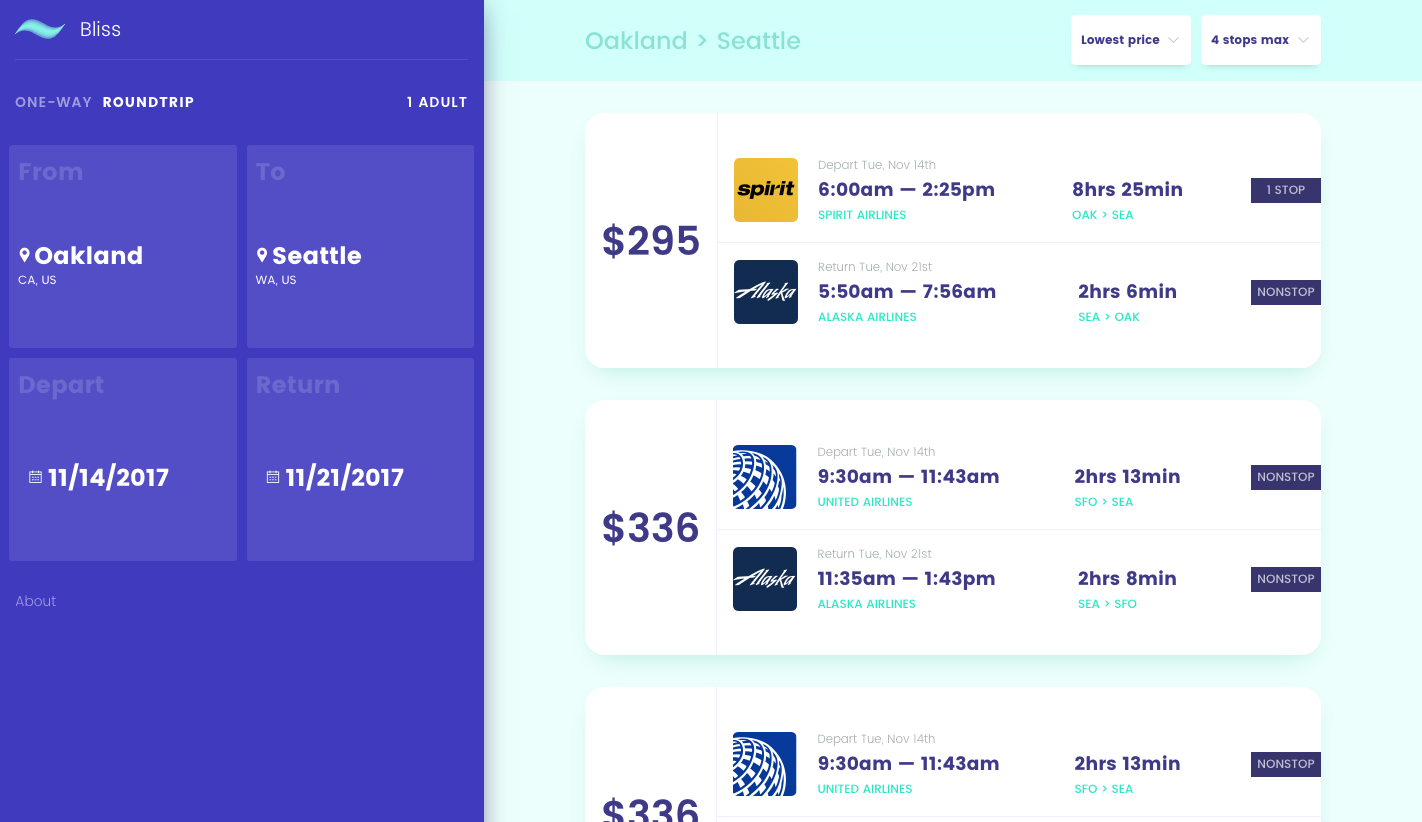 Bliss
ONE-WAY ROUNDTRIP 1 ADULT
From
Oakland
CA, US
To
Seattle
WA, US
Depart
11/14/2017
Return
11/21/2017
About
Oakland > Seattle
Lowest price
4 stops max
$295
spirit
Depart Tue, Nov 14th
6:00am — 2:25pm
SPIRIT AIRLINES
8hrs 25min
OAK > SEA
1 STOP
Alaska
Return Tue, Nov 21st
5:50am — 7:56am
ALASKA AIRLINES
2hrs 6min
SEA > OAK
NONSTOP
$336
Depart Tue, Nov 14th
9:30am — 11:43am
UNITED AIRLINES
2hrs 13min
SFO > SEA
NONSTOP
Alaska
Return Tue, Nov 21st
11:35am — 1:43pm
ALASKA AIRLINES
2hrs 8min
SEA > SFO
NONSTOP
$336
Depart Tue, Nov 14th
9:30am — 11:43am
UNITED AIRLINES
2hrs 13min
SFO > SEA
NONSTOP